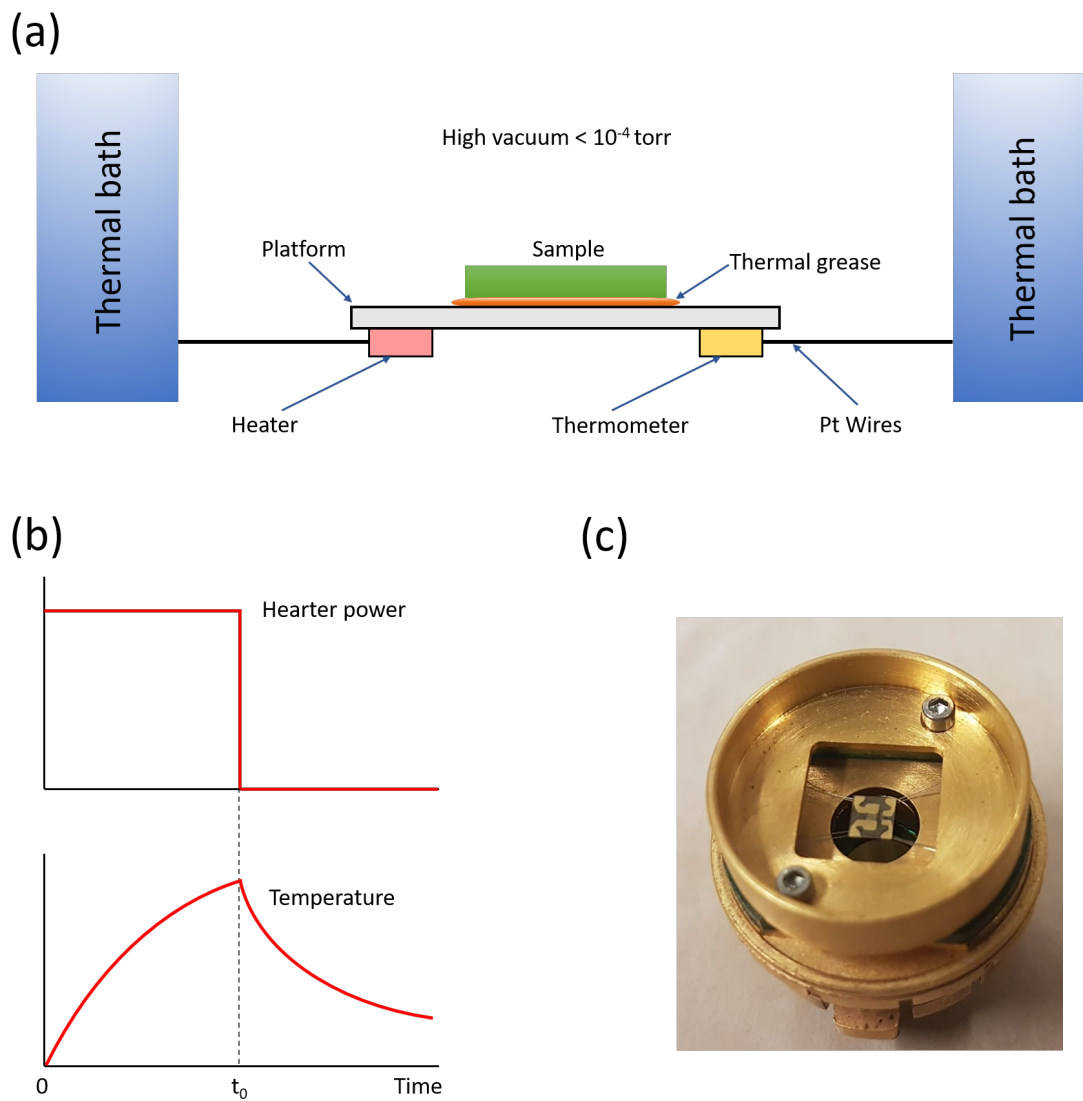 (a)
Thermal bath
High vacuum < 10⁻⁴ torr
Thermal bath
Platform
Sample
Thermal grease
Heater
Thermometer
Pt Wires
(b)
(c)
Hearter power
Temperature
0
t₀
Time